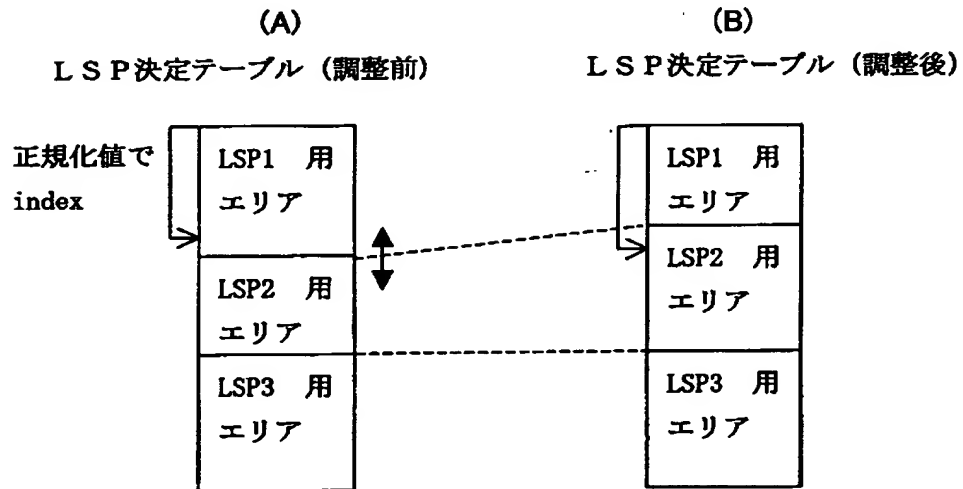 (A)
LSP決定テーブル (調整前)
正規化値で
index
LSP1 用
エリア
LSP2 用
エリア
LSP3 用
エリア
(B)
LSP決定テーブル (調整後)
LSP1 用
エリア
LSP2 用
エリア
LSP3 用
エリア